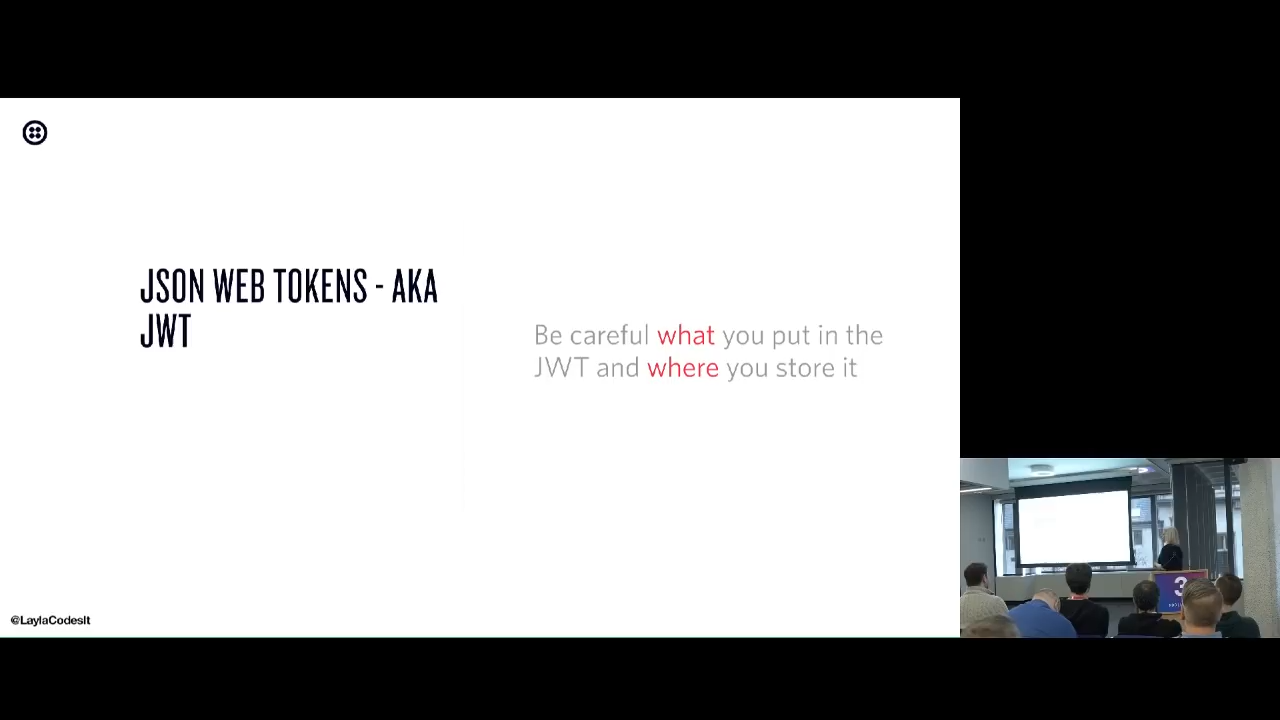 JSON WEB TOKENS - AKA
JWT
Be careful what you put in the
JWT and where you store it
@LaylaCodesIt
3